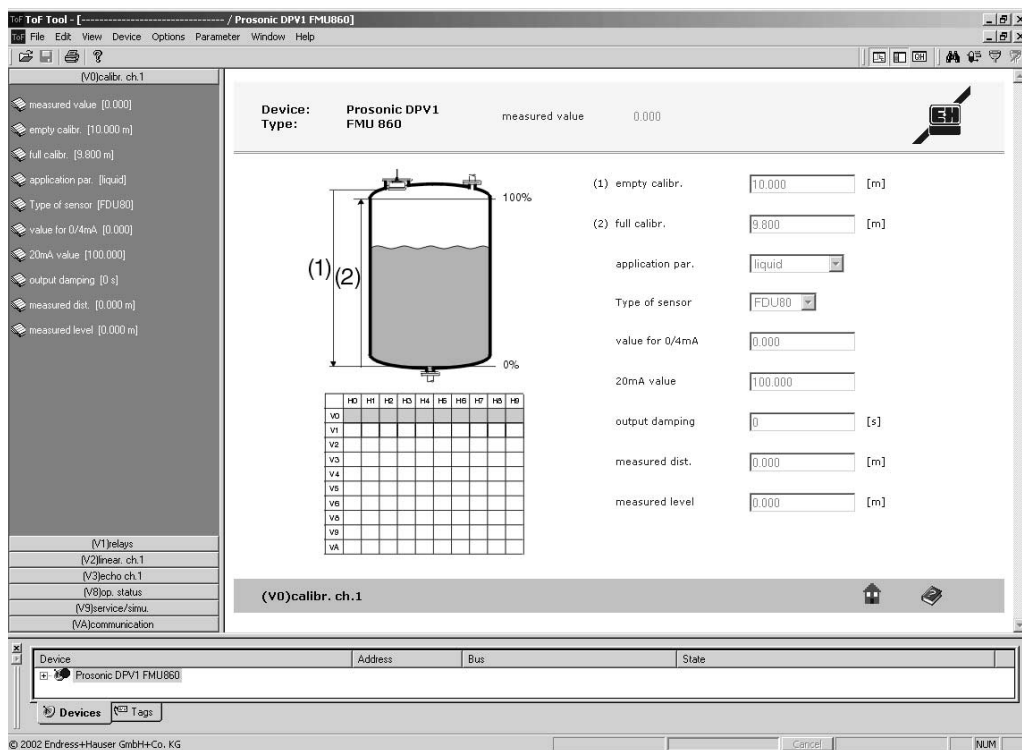 ToF Tool - [-------------------------------- / Prosonic DPV1 FMU860]
File Edit View Device Options Parameter Window Help
(V0)calibr. ch.1
measured value [0.000]
empty calibr. [10.000 m]
full calibr. [9.800 m]
application par. [liquid]
Type of sensor [FDU80]
value for 0/4mA [0.000]
20mA value [100.000]
output damping [0 s]
measured dist. [0.000 m]
measured level [0.000 m]
(V1)relays
(V2)linear. ch.1
(V3)echo ch.1
(V8)op. status
(V9)service/simu.
(VA)communication
Device: Prosonic DPV1
Type: FMU 860
measured value 0.000
EH
100%
(1) (2)
0%
H0 H1 H2 H3 H4 H5 H6 H7 H8 H9
V0
V1
V2
V3
V4
V5
V6
V8
V9
VA
(1) empty calibr. 10.000 [m]
(2) full calibr. 9.800 [m]
application par. liquid
Type of sensor FDU80
value for 0/4mA 0.000
20mA value 100.000
output damping 0 [s]
measured dist. 0.000 [m]
measured level 0.000 [m]
(V0)calibr. ch.1
Device Address Bus State
Prosonic DPV1 FMU860
Devices Tags
© 2002 Endress+Hauser GmbH+Co. KG Cancel NUM